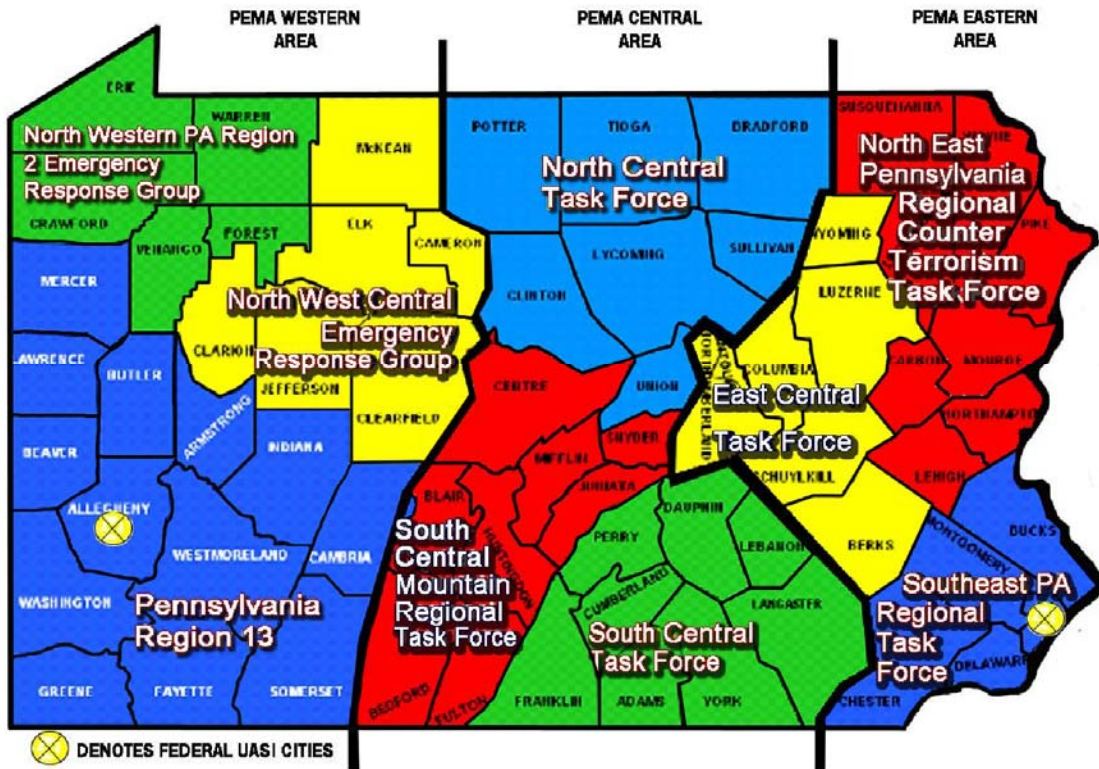 PEMA WESTERN
AREA
PEMA CENTRAL
AREA
PEMA EASTERN
AREA
ERIE
WARREN
McKEAN
North Western PA Region
2 Emergency
Response Group
CRAWFORD
VENANGO
FOREST
ELK
CAMERON
MERCER
North West Central
Emergency
Response Group
CLARION
JEFFERSON
CLEARFIELD
LAWRENCE
BUTLER
ARMSTRONG
INDIANA
BEAVER
ALLEGHENY
WESTMORELAND
CAMBRIA
WASHINGTON
Pennsylvania
Region 13
GREENE
FAYETTE
SOMERSET
POTTER
TIOGA
BRADFORD
North Central
Task Force
LYCOMING
SULLIVAN
CLINTON
UNION
CENTRE
SNYDER
MIFFLIN
JUNIATA
BLAIR
HUNTINGDON
South
Central
Mountain
Regional
Task Force
BEDFORD
FULTON
PERRY
DAUPHIN
LEBANON
CUMBERLAND
LANCASTER
South Central
Task Force
FRANKLIN
ADAMS
YORK
SUSQUEHANNA
North East
Pennsylvania
Regional
Counter
Terrorism
Task Force
PIKE
WYOMING
LUZERNE
CARBON
MONROE
NORTHAMPTON
LEHIGH
COLUMBIA
NORTHUMBERLAND
East Central
Task Force
SCHUYLKILL
BERKS
MONTGOMERY
BUCKS
Southeast PA
Regional
Task
Force
DELAWARE
CHESTER
DENOTES FEDERAL UASI CITIES